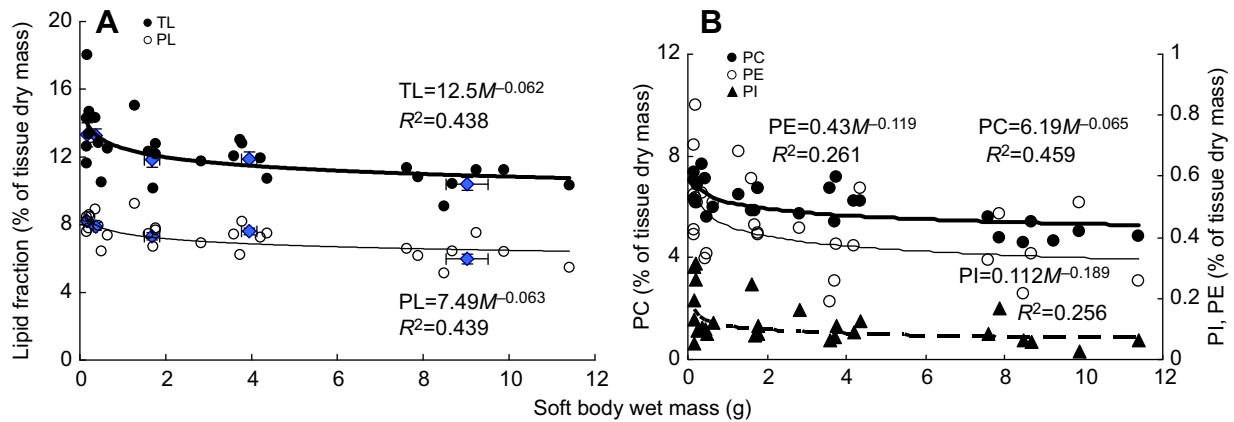 A
TL
PL
TL=12.5M–0.062
R2=0.438
PL=7.49M–0.063
R2=0.439
Lipid fraction (% of tissue dry mass)
20
16
12
8
4
0
0 2 4 6 8 10 12
B
PC
PE
PI
PE=0.43M–0.119
R2=0.261
PC=6.19M–0.065
R2=0.459
PI=0.112M–0.189
R2=0.256
PC (% of tissue dry mass)
12
8
4
0
PI, PE (% of tissue dry mass)
1
0.8
0.6
0.4
0.2
0
0 2 4 6 8 10 12
Soft body wet mass (g)